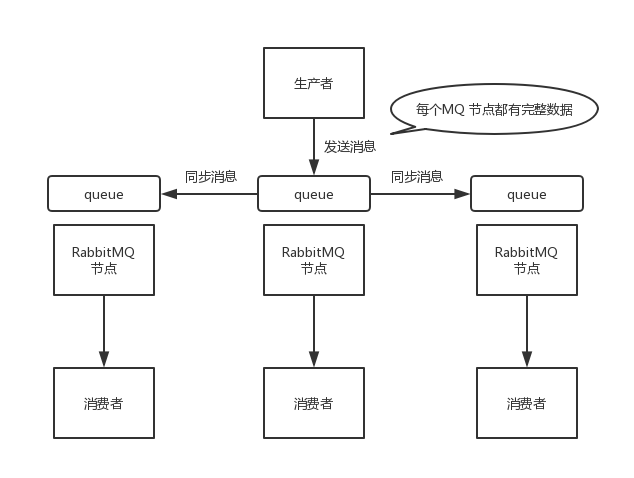 生产者
每个MQ 节点都有完整数据
发送消息
同步消息
同步消息
queue
queue
queue
RabbitMQ
节点
RabbitMQ
节点
RabbitMQ
节点
消费者
消费者
消费者